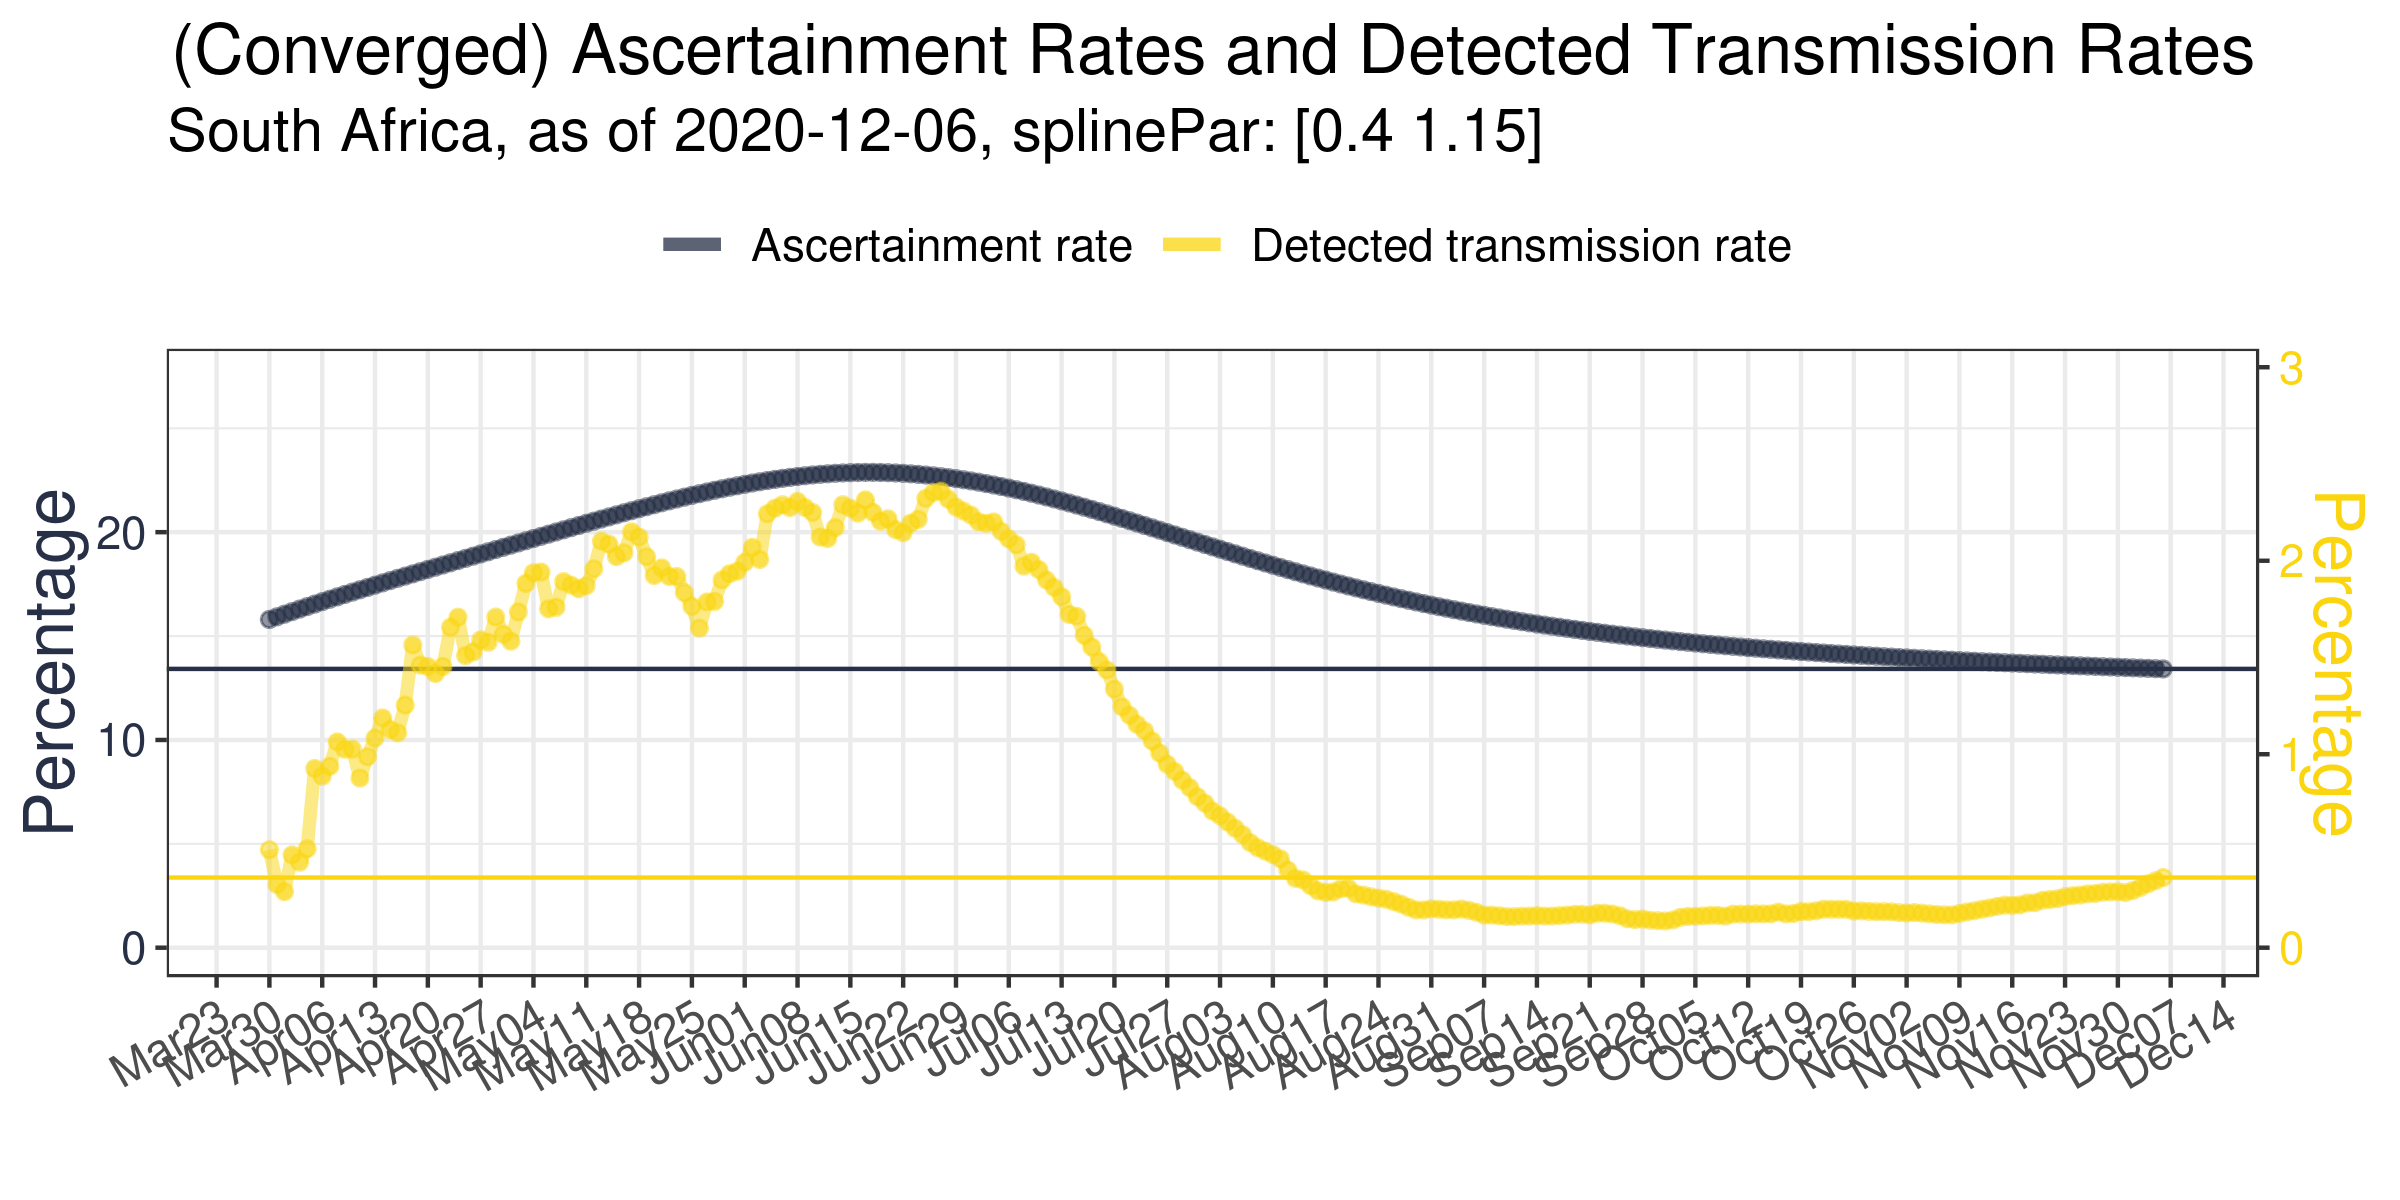 (Converged) Ascertainment Rates and Detected Transmission Rates
South Africa, as of 2020-12-06, splinePar: [0.4 1.15]
Ascertainment rate Detected transmission rate
Percentage
20
10
0
3
2
1
0
Percentage
Mar23
Mar30
Apr06
Apr13
Apr20
Apr27
May04
May11
May18
May25
Jun01
Jun08
Jun15
Jun22
Jun29
Jul06
Jul13
Jul20
Jul27
Aug03
Aug10
Aug17
Aug24
Aug31
Sep07
Sep14
Sep21
Sep28
Oct05
Oct12
Oct19
Oct26
Nov02
Nov09
Nov16
Nov23
Nov30
Dec07
Dec14